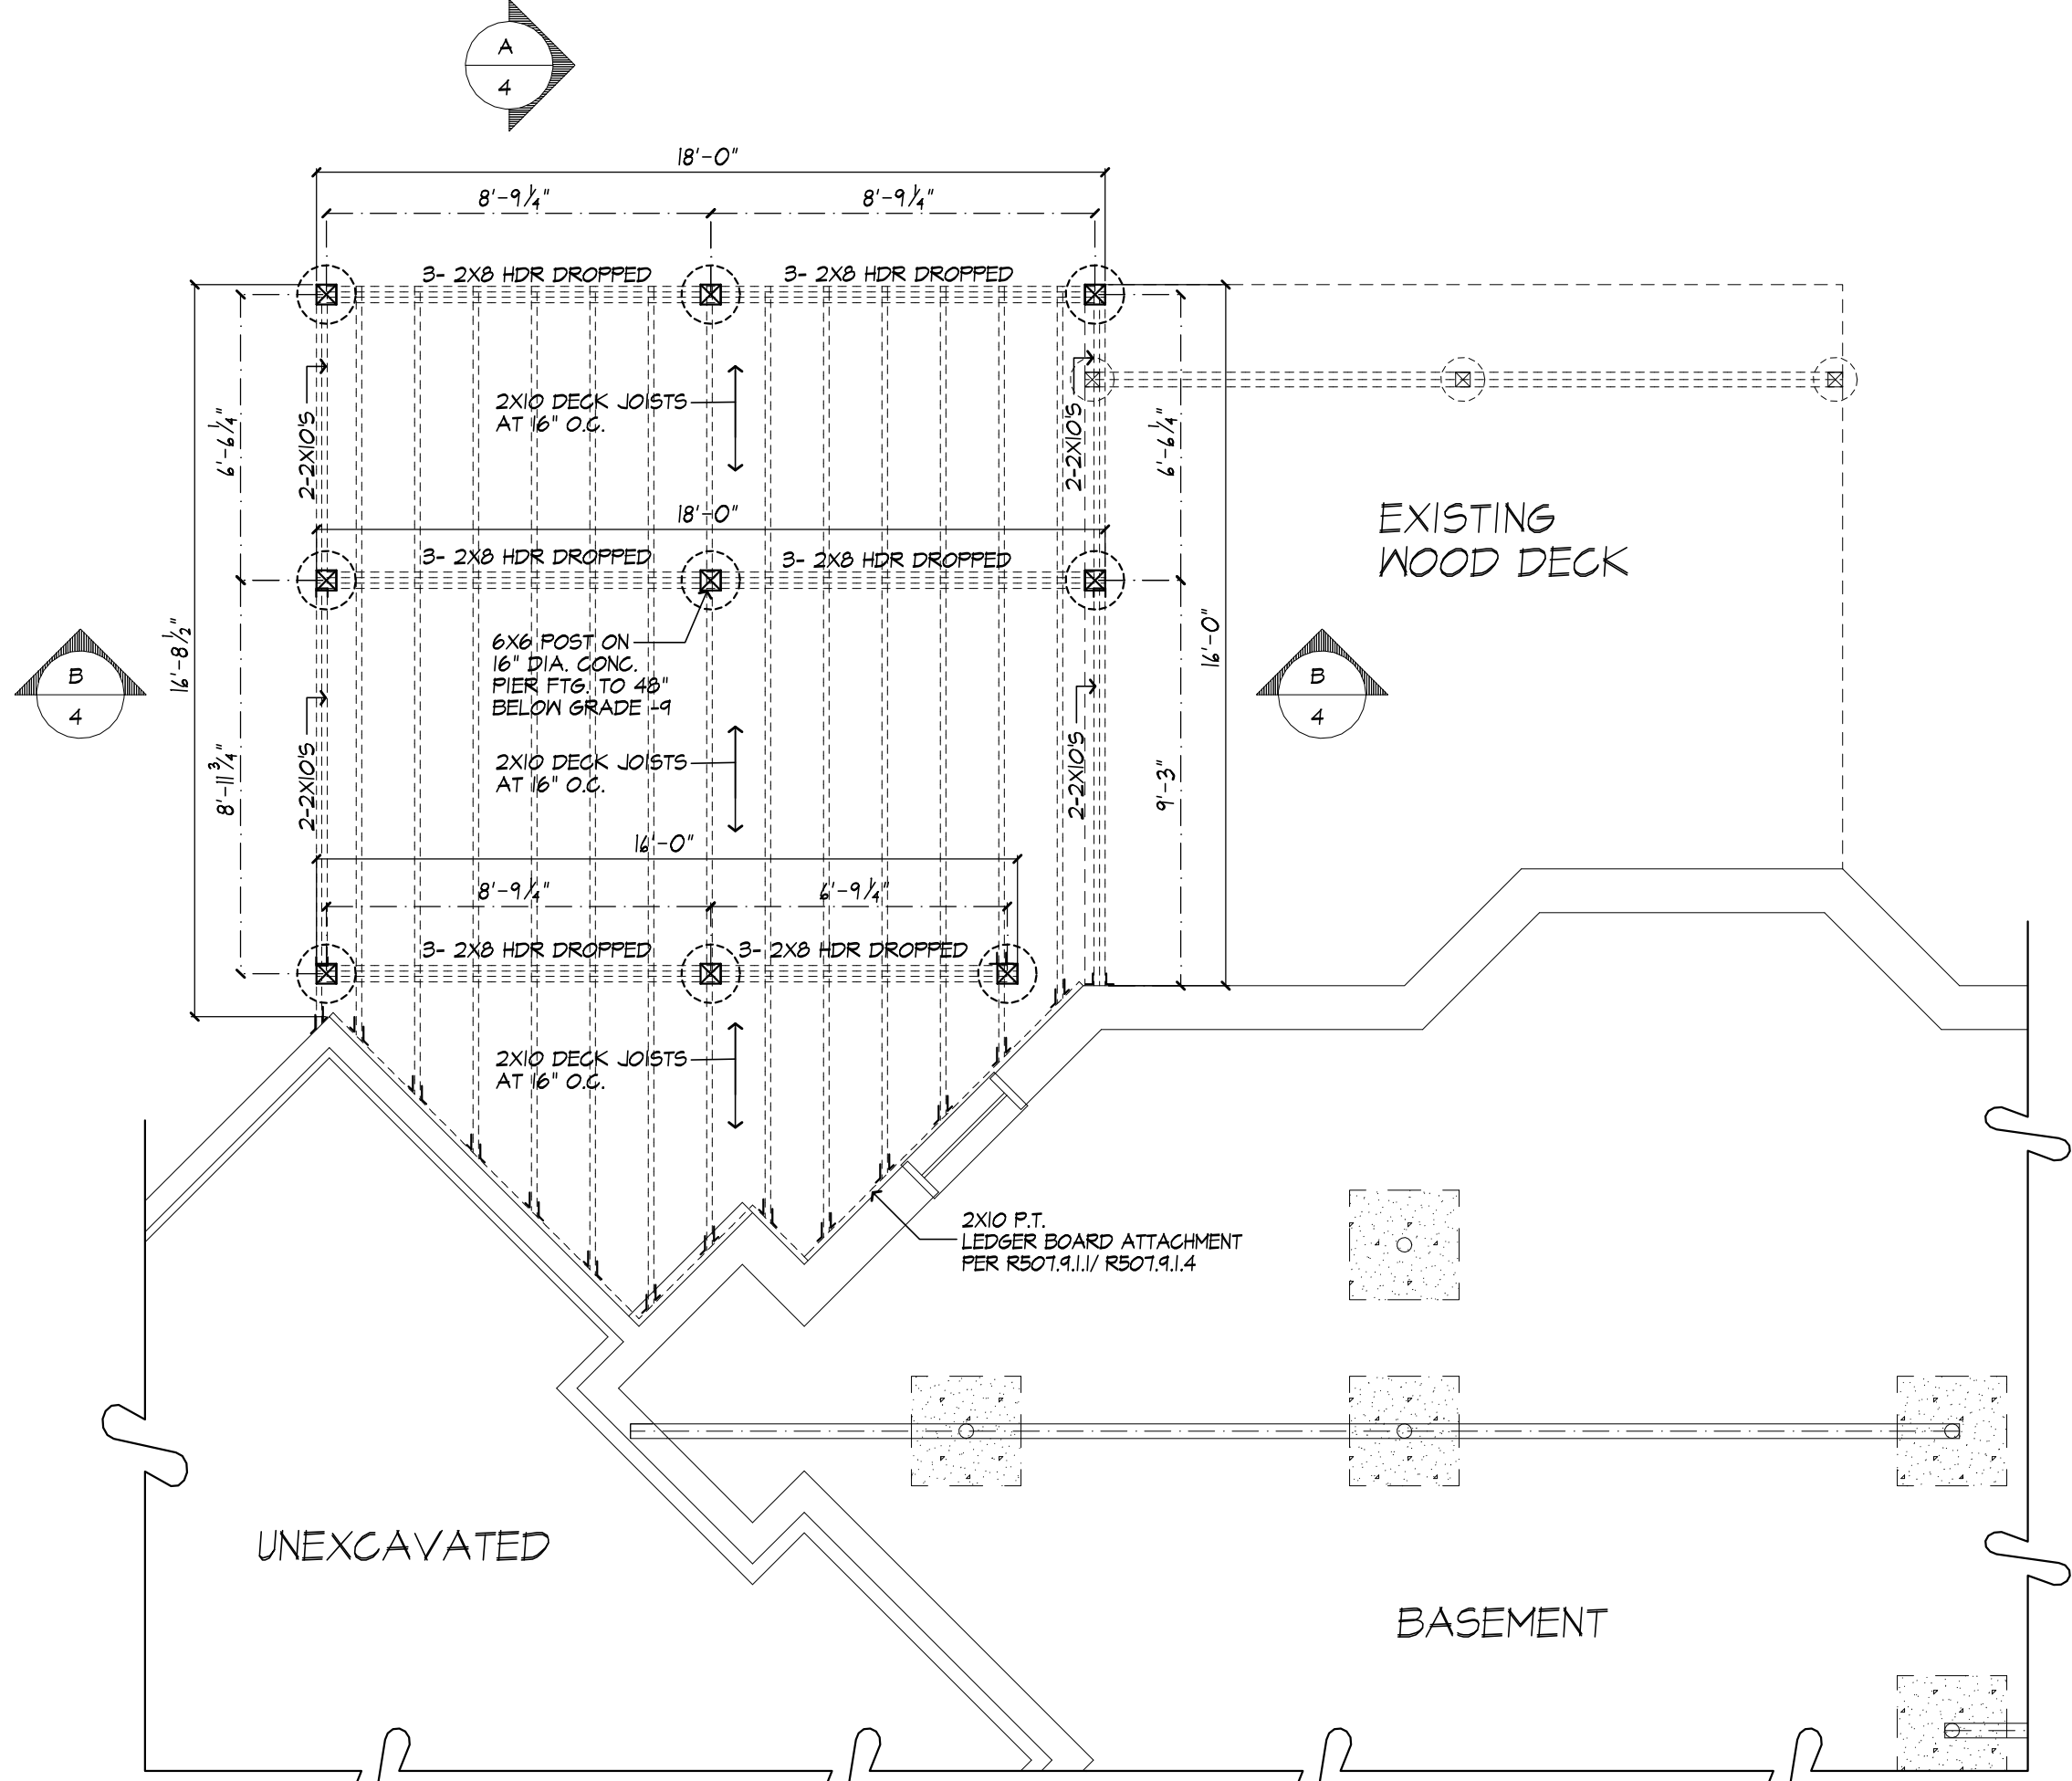 A
4
18'-0"
8'-9 1/4"
8'-9 1/4"
3- 2X8 HDR DROPPED
3- 2X8 HDR DROPPED
2-2X10'S
2-2X10'S
2X10 DECK JOISTS
AT 16" O.C.
6'-6 1/4"
6'-6 1/4"
EXISTING
WOOD DECK
18'-0"
3- 2X8 HDR DROPPED
3- 2X8 HDR DROPPED
6X6 POST ON
16" DIA. CONC.
PIER FTG. TO 48"
BELOW GRADE -9
16'-8 1/2"
16'-0"
B
4
B
4
2-2X10'S
2-2X10'S
2X10 DECK JOISTS
AT 16" O.C.
8'-11 3/4"
9'-3"
16'-0"
8'-9 1/4"
6'-9 1/4"
3- 2X8 HDR DROPPED
3- 2X8 HDR DROPPED
2X10 DECK JOISTS
AT 16" O.C.
2X10 P.T.
LEDGER BOARD ATTACHMENT
PER R507.9.1.1/ R507.9.1.4
UNEXCAVATED
BASEMENT